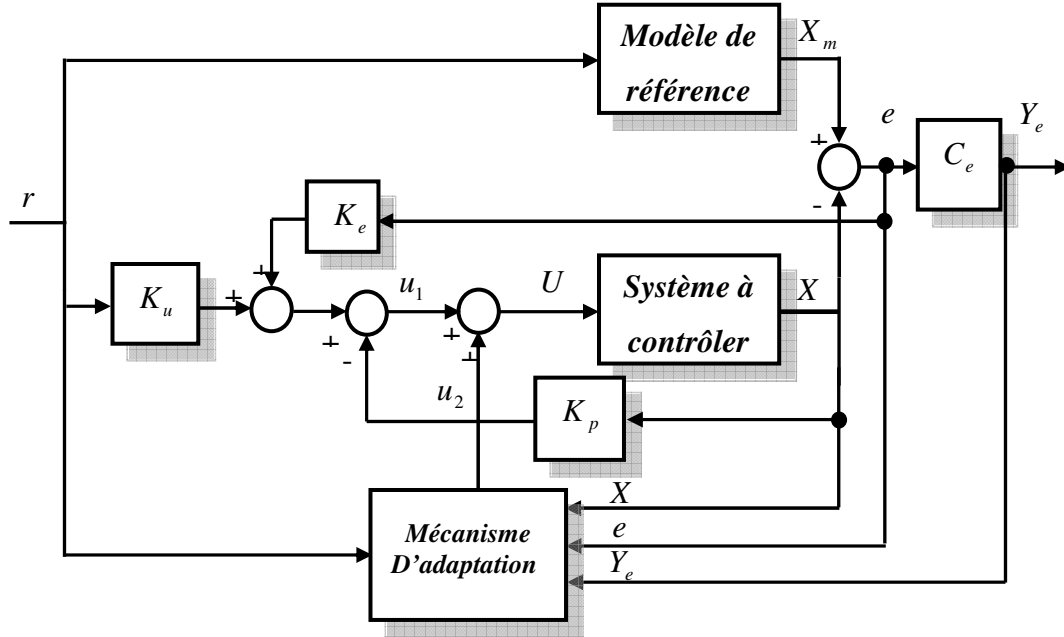 Modèle de
référence
X_m
+
-
e
C_e
Y_e
r
K_e
K_u
+
+
+
-
u_1
+
+
U
Système à
contrôler
X
u_2
K_p
Mécanisme
D'adaptation
X
e
Y_e